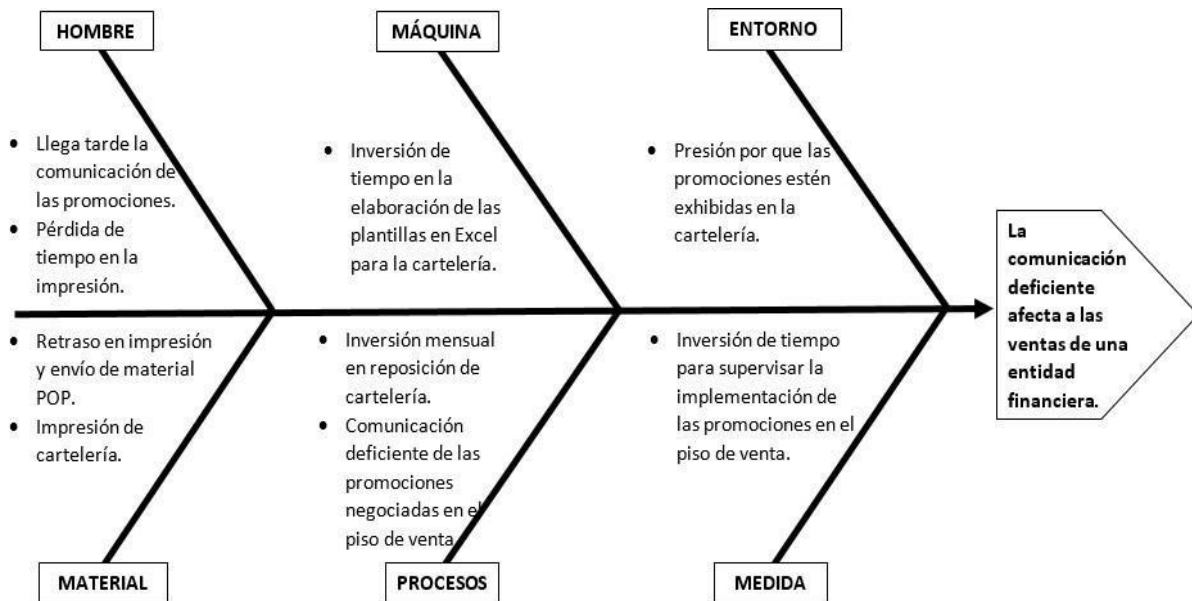 HOMBRE
MÁQUINA
ENTORNO
• Llega tarde la
comunicación de
las promociones.
• Pérdida de
tiempo en la
impresión.
• Inversión de
tiempo en la
elaboración de las
plantillas en Excel
para la cartelería.
• Presión por que las
promociones estén
exhibidas en la
cartelería.
La
comunicación
deficiente
afecta a las
ventas de una
entidad
financiera.
• Retraso en impresión
y envío de material
POP.
• Impresión de
cartelería.
• Inversión mensual
en reposición de
cartelería.
• Comunicación
deficiente de las
promociones
negociadas en el
piso de venta.
• Inversión de tiempo
para supervisar la
implementación de
las promociones en el
piso de venta.
MATERIAL
PROCESOS
MEDIDA